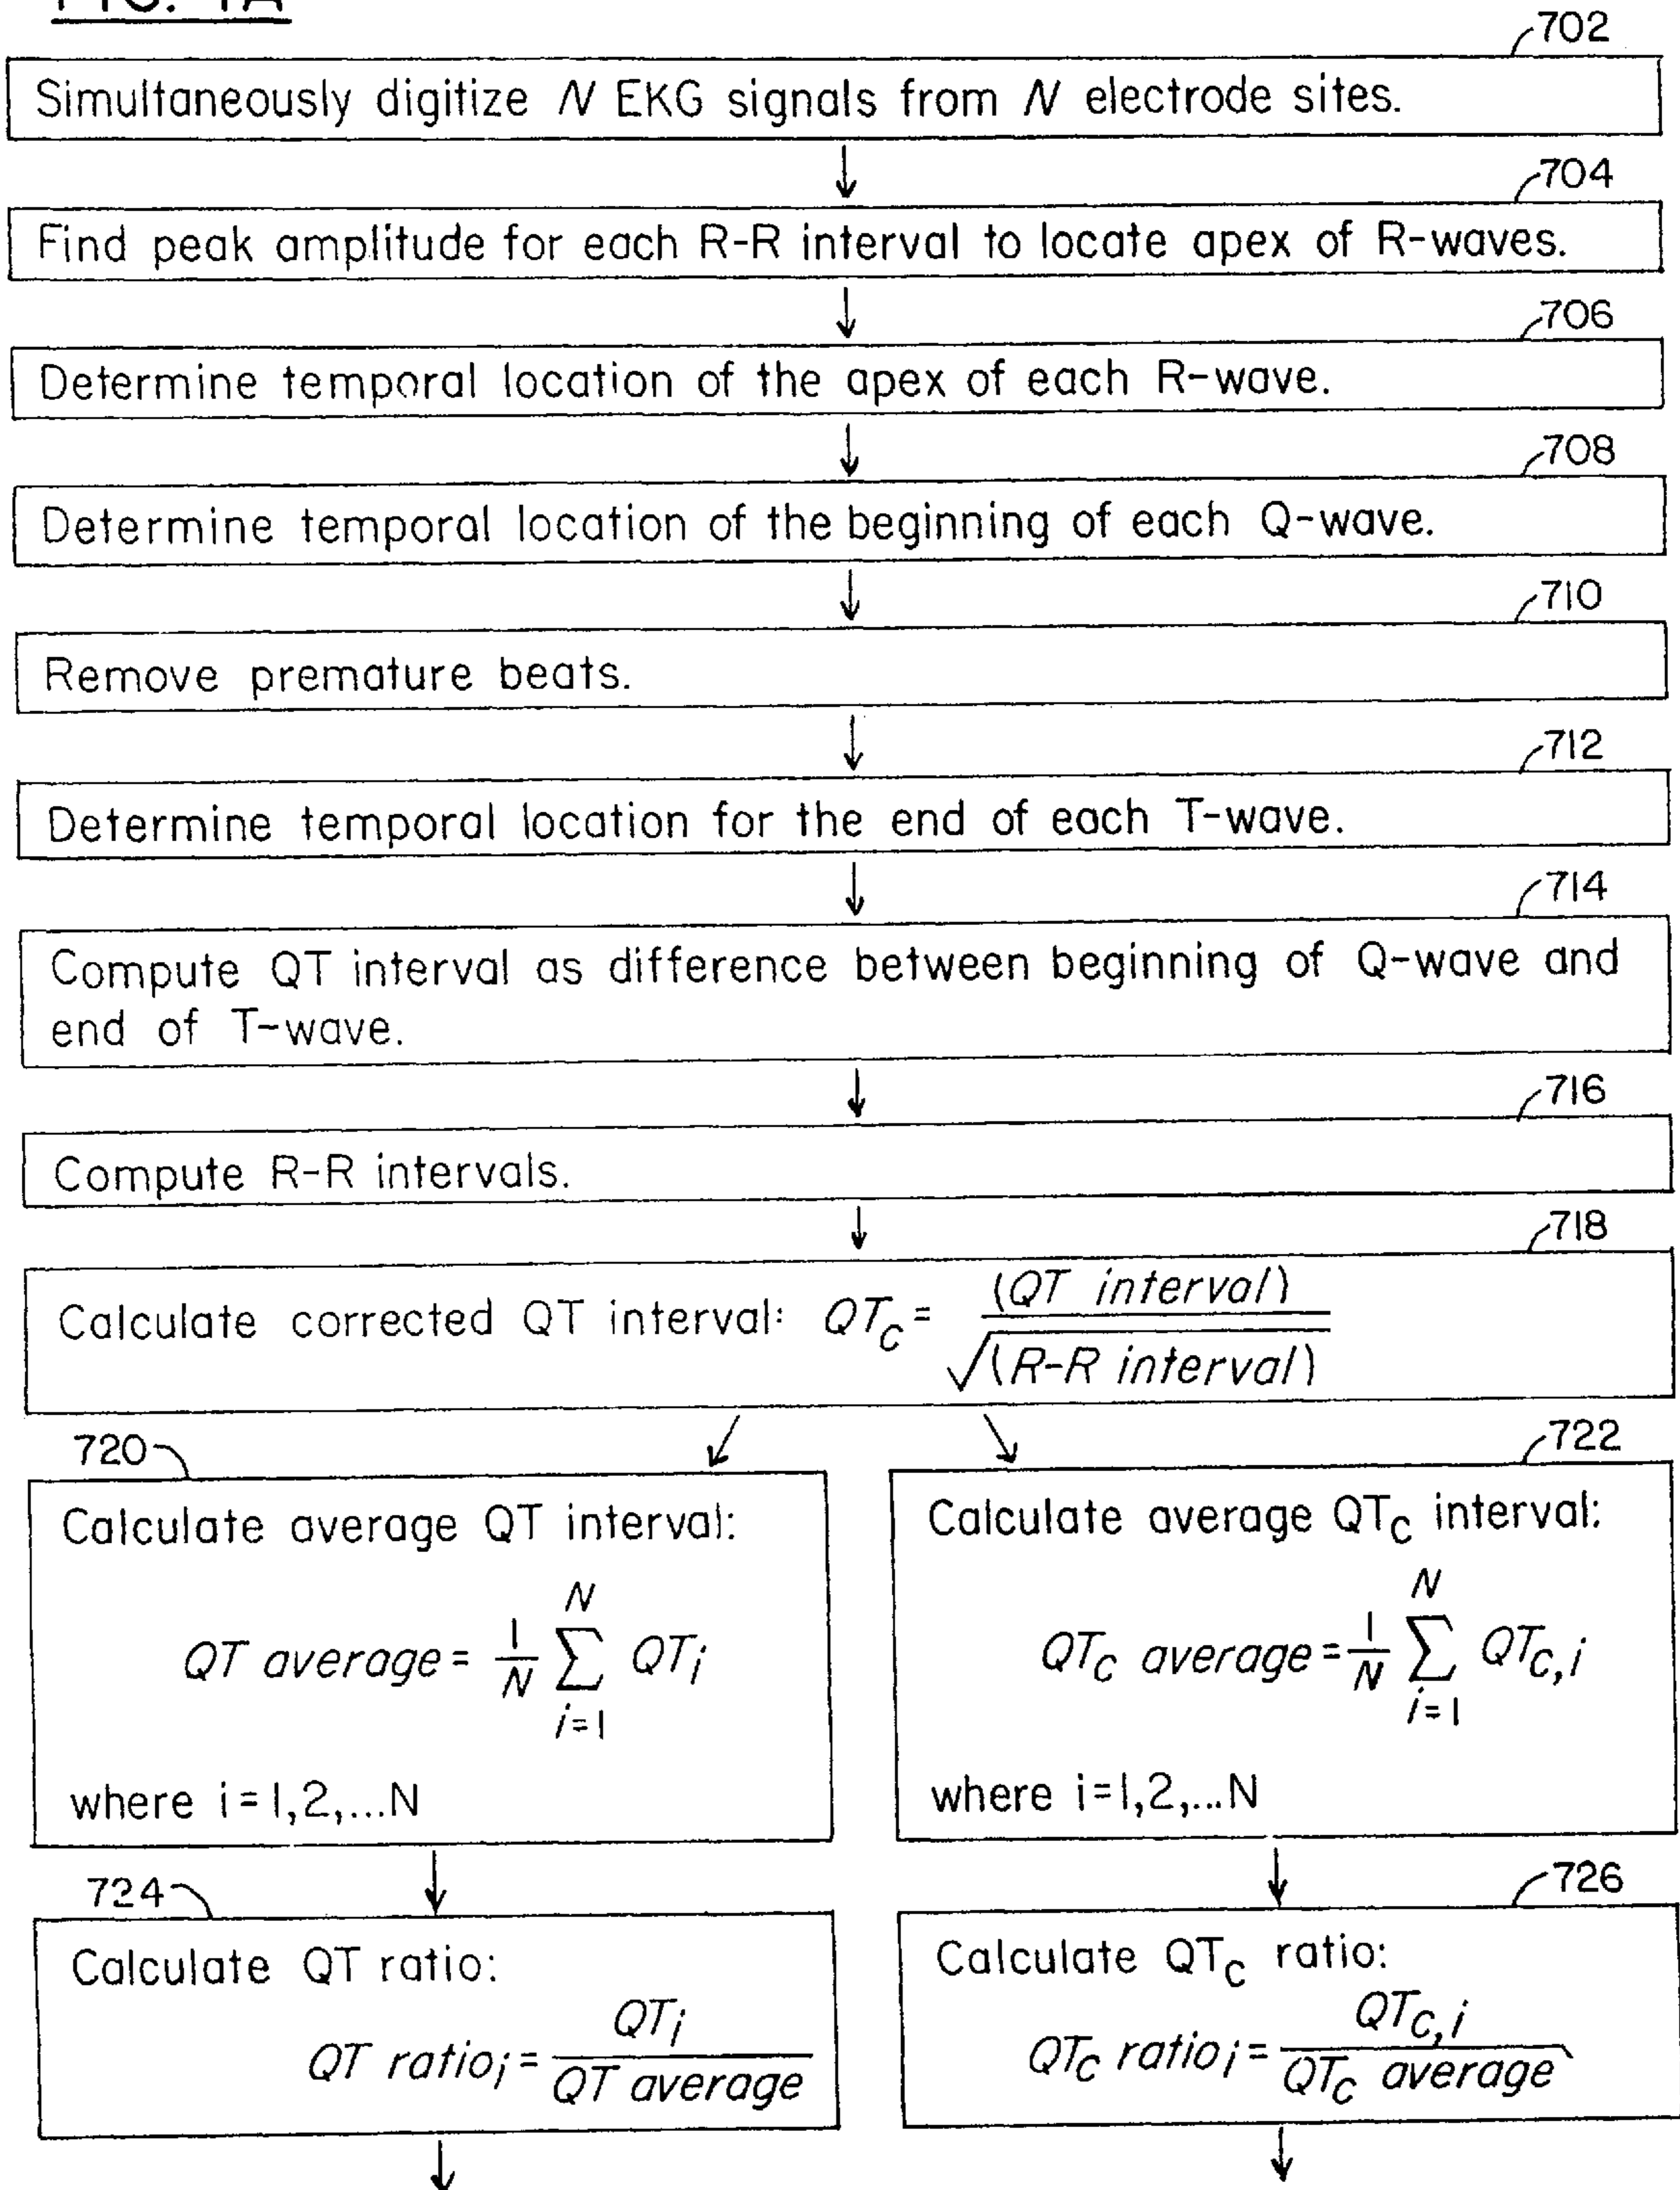 702
Simultaneously digitize N EKG signals from N electrode sites.
704
Find peak amplitude for each R-R interval to locate apex of R-waves.
706
Determine temporal location of the apex of each R-wave.
708
Determine temporal location of the beginning of each Q-wave.
710
Remove premature beats.
712
Determine temporal location for the end of each T-wave.
714
Compute QT interval as difference between beginning of Q-wave and
end of T-wave.
716
Compute R-R intervals.
718
Calculate corrected QT interval: QTc = (QT interval) / √(R-R interval)
720
Calculate average QT interval:
QT average = 1/N N∑i=1 QTi
where i=1,2,...N
722
Calculate average QTc interval:
QTc average = 1/N N∑i=1 QTc,i
where i=1,2,...N
724
Calculate QT ratio:
QT ratioi = QTi / QT average
726
Calculate QTc ratio:
QTc ratioi = QTc,i / QTc average